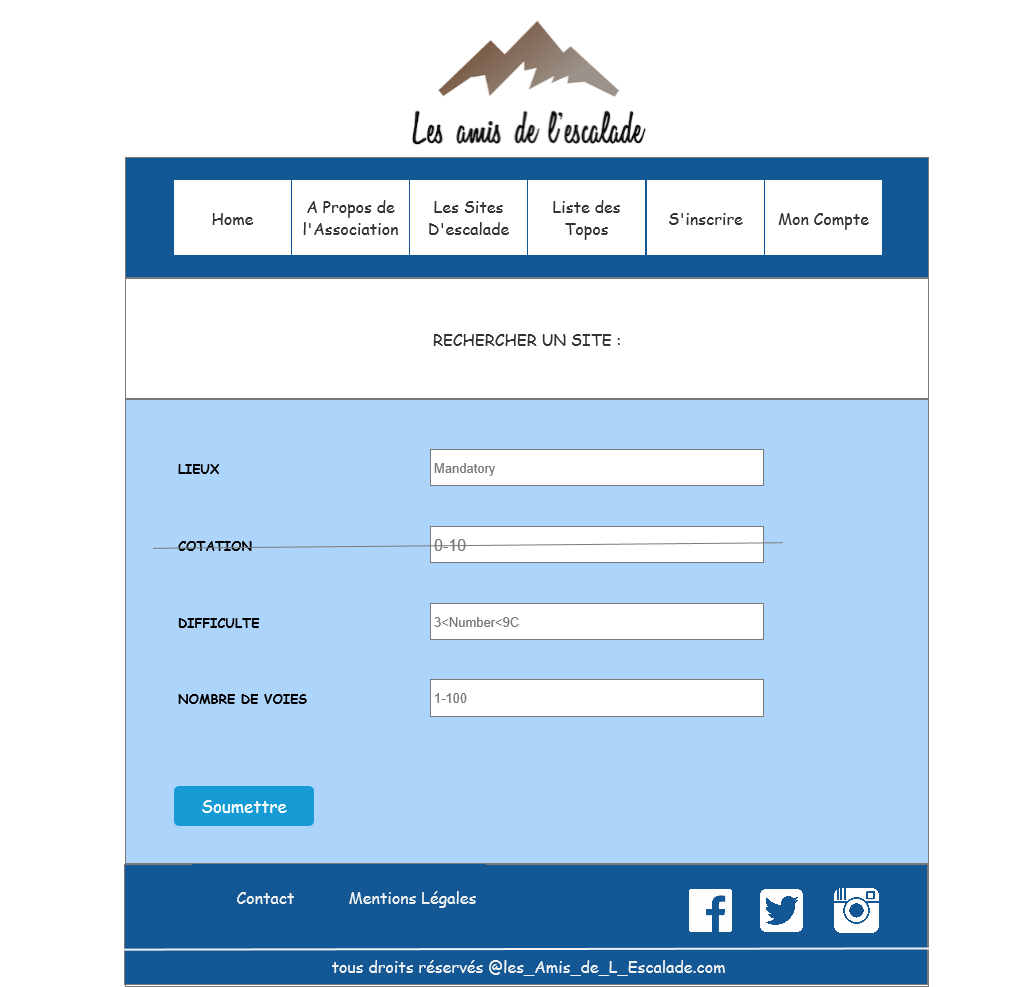 Les amis de l'escalade
Home
A Propos de
l'Association
Les Sites
D'escalade
Liste des
Topos
S'inscrire
Mon Compte
RECHERCHER UN SITE :
LIEUX
Mandatory
COTATION
0-10
DIFFICULTE
3<Number<9C
NOMBRE DE VOIES
1-100
Soumettre
Contact
Mentions Légales
tous droits réservés @les_Amis_de_L_Escalade.com